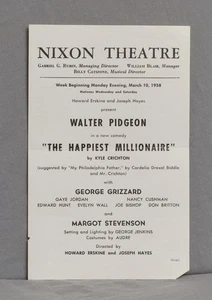 NIXON THEATRE
GABRIEL G. RUBIN, Managing Director WILLIAM BLAIR, Manager
BILLY CATIZONE, Musical Director
Week Beginning Monday Evening, March 10, 1958
Matinees Wednesday and Saturday
Howard Erskine and Joseph Hayes
present
WALTER PIDGEON
in a new comedy
"THE HAPPIEST MILLIONAIRE"
by KYLE CRICHTON
(suggested by "My Philadelphia Father," by Cordelia Drexel Biddle
and Mr. Crichton)
with
GEORGE GRIZZARD
DAVE JORDAN NANCY CUSHMAN
EDWARD HUNT EVELYN WALL JOE BISHOP DON BRITTON
and
MARGOT STEVENSON
Setting and Lighting by GEORGE JENKINS
Costumes by AUDRÉ
Directed by
HOWARD ERSKINE and JOSEPH HAYES